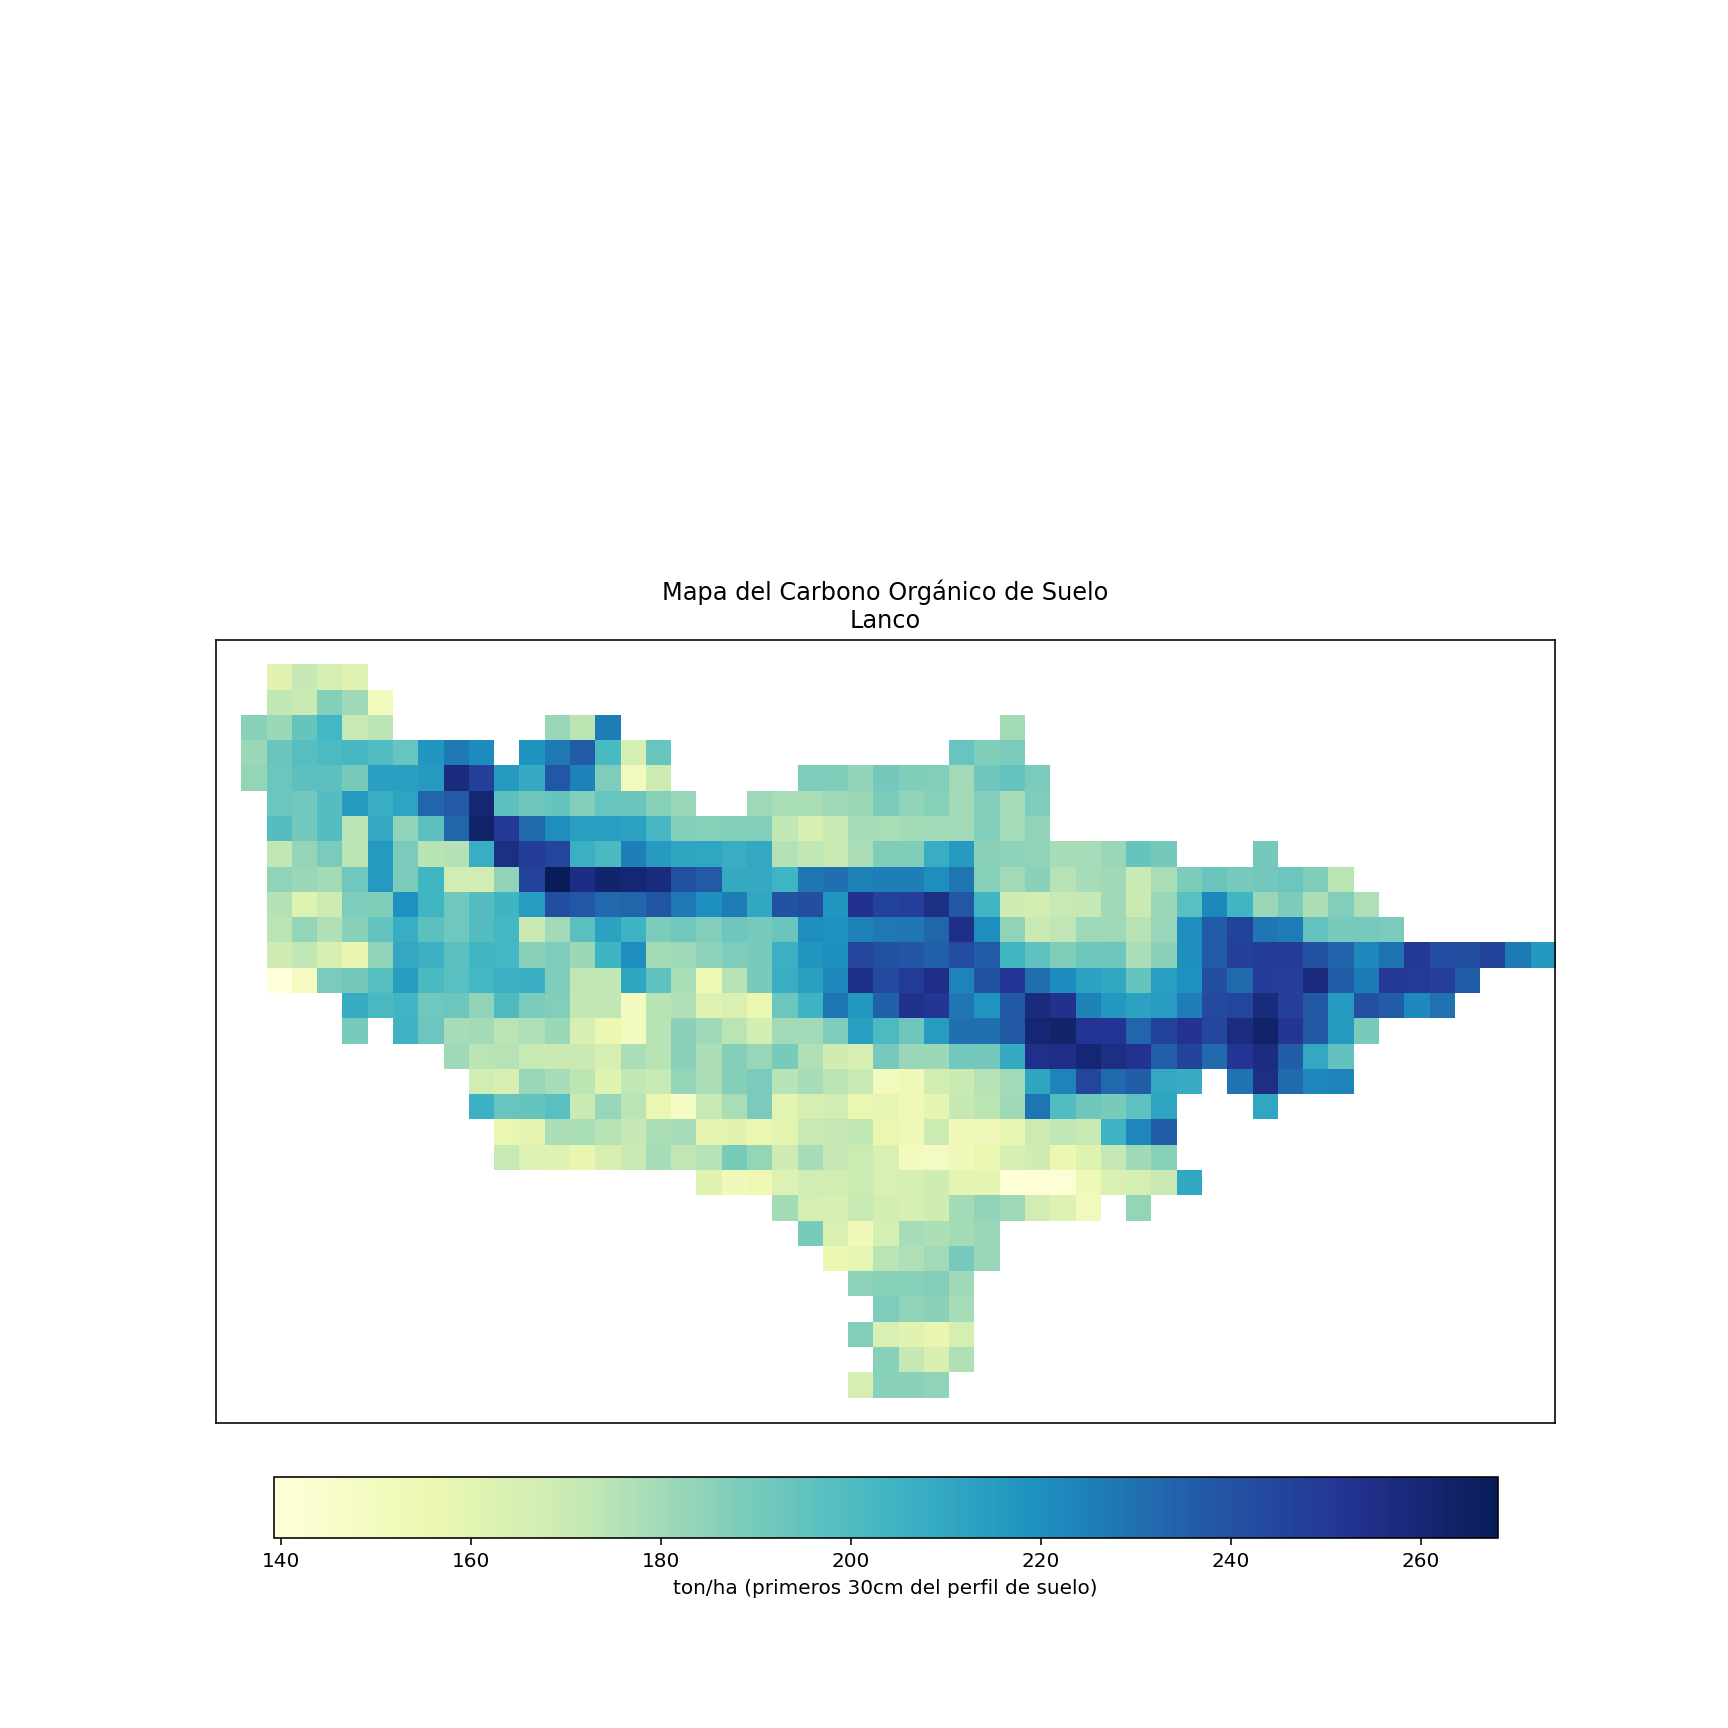 Mapa del Carbono Orgánico de Suelo
Lanco
140 160 180 200 220 240 260
ton/ha (primeros 30cm del perfil de suelo)